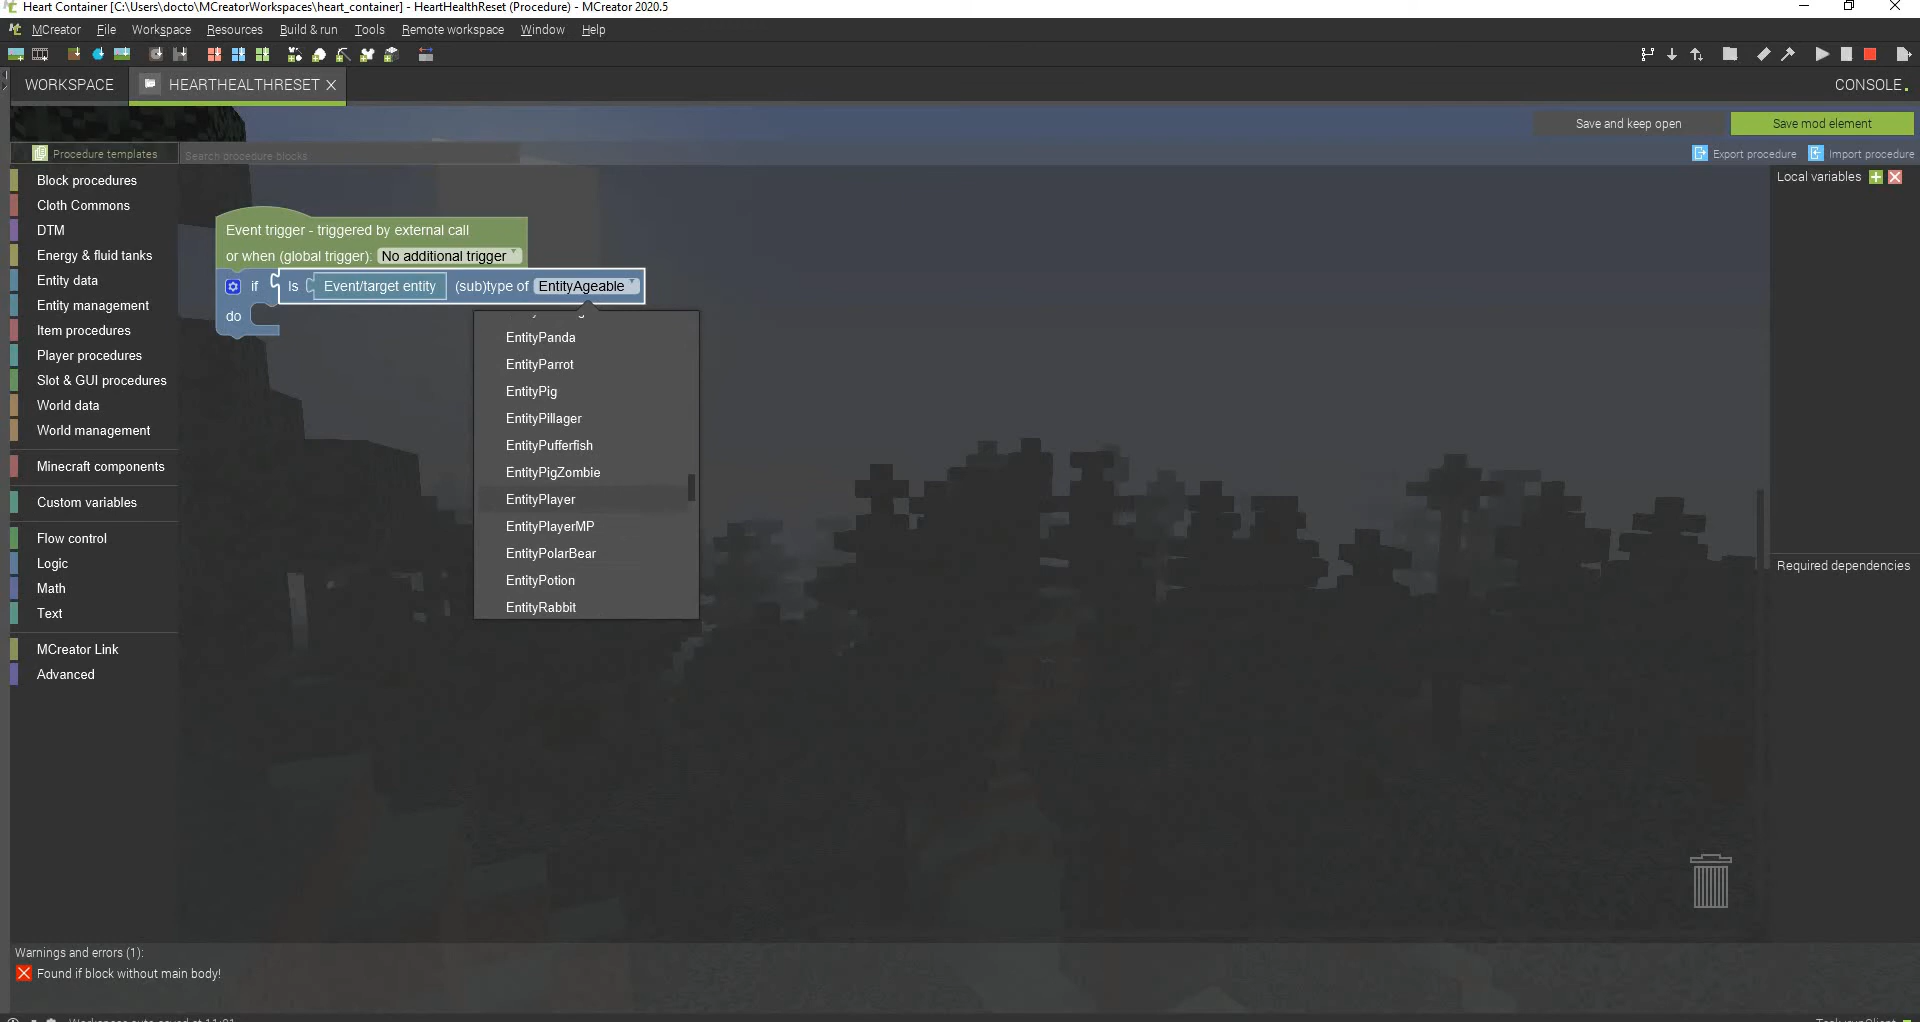 Heart Container [C:\Users\docto\MCreatorWorkspaces\heart_container] - HeartHealthReset (Procedure) - MCreator 2020.5
MCreator File Workspace Resources Build & run Tools Remote workspace Window Help
WORKSPACE HEARTHEALTHRESET CONSOLE
Save and keep open Save mod element
Procedure templates Search procedure blocks Export procedure Import procedure
Block procedures
Cloth Commons
DTM
Energy & fluid tanks
Entity data
Entity management
Item procedures
Player procedures
Slot & GUI procedures
World data
World management
Minecraft components
Custom variables
Flow control
Logic
Math
Text
MCreator Link
Advanced
Event trigger - triggered by external call
or when (global trigger): No additional trigger
if Is Event/target entity (sub)type of EntityAgeable
do
EntityPanda
EntityParrot
EntityPig
EntityPillager
EntityPufferfish
EntityPigZombie
EntityPlayer
EntityPlayerMP
EntityPolarBear
EntityPotion
EntityRabbit
Local variables
Required dependencies
Warnings and errors (1):
Found if block without main body!